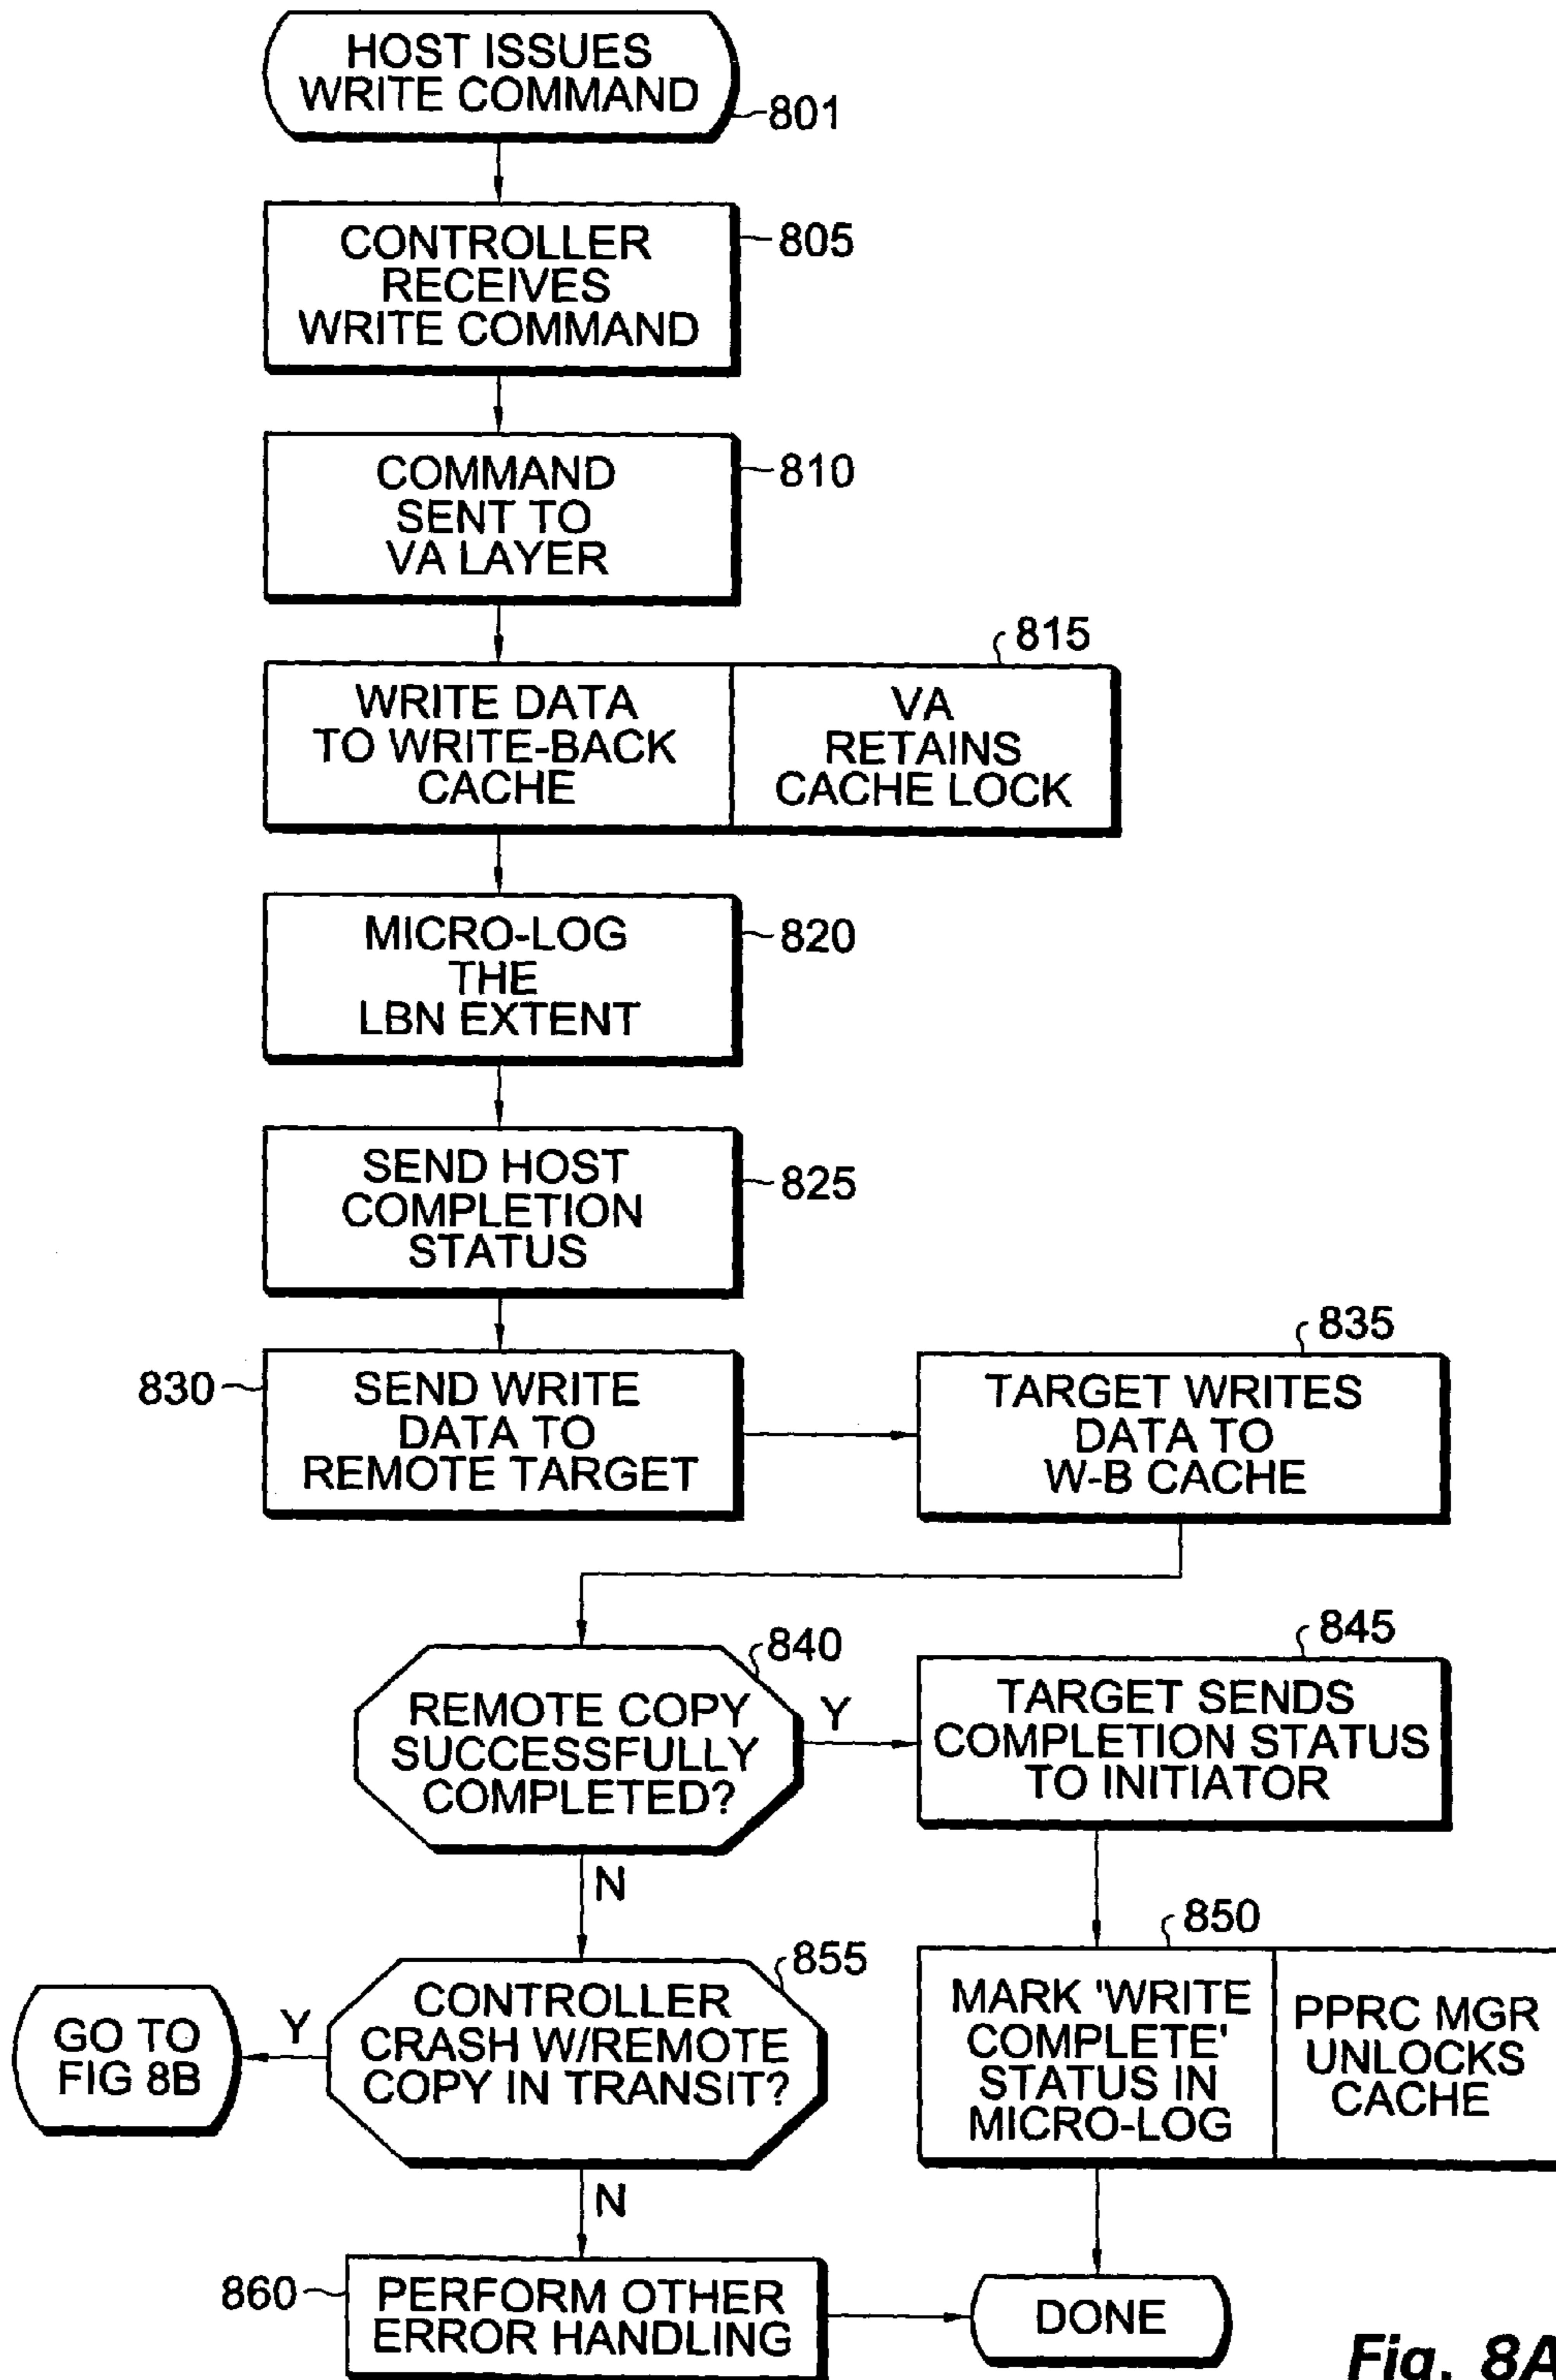 HOST ISSUES
WRITE COMMAND
801
CONTROLLER
RECEIVES
WRITE COMMAND
805
COMMAND
SENT TO
VA LAYER
810
815
WRITE DATA
TO WRITE-BACK
CACHE
VA
RETAINS
CACHE LOCK
MICRO-LOG
THE
LBN EXTENT
820
SEND HOST
COMPLETION
STATUS
825
830
SEND WRITE
DATA TO
REMOTE TARGET
835
TARGET WRITES
DATA TO
W-B CACHE
840
REMOTE COPY
SUCCESSFULLY
COMPLETED?
Y
845
TARGET SENDS
COMPLETION STATUS
TO INITIATOR
N
855
CONTROLLER
CRASH W/REMOTE
COPY IN TRANSIT?
Y
GO TO
FIG 8B
850
MARK 'WRITE
COMPLETE'
STATUS IN
MICRO-LOG
PPRC MGR
UNLOCKS
CACHE
N
860
PERFORM OTHER
ERROR HANDLING
DONE
Fig. 8A